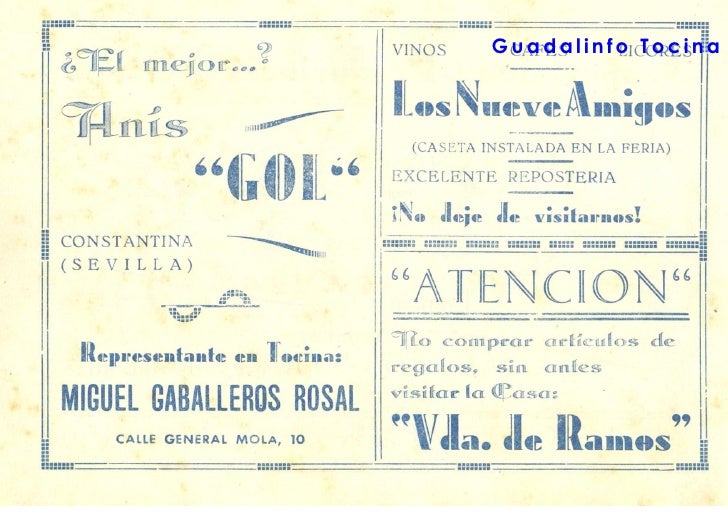 ¿El mejor...?
Anís
“GOL“
CONSTANTINA
(SEVILLA)
Representante en Tocina:
MIGUEL GABALLEROS ROSAL
CALLE GENERAL MOLA, 10
Guadalinfo Tocina
VINOS CAFES LICORES
Los Nueve Amigos
(CASETA INSTALADA EN LA FERIA)
EXCELENTE REPOSTERIA
¡No deje de visitarnos!
“ATENCION“
No comprar artículos de
regalos, sin antes
visitar la Casa:
“Vda. de Ramos”